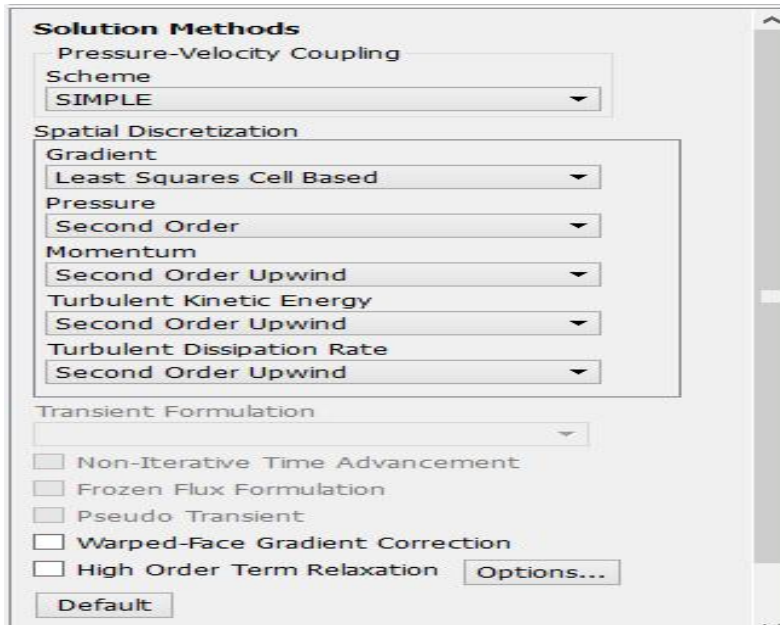 Solution Methods
Pressure-Velocity Coupling
Scheme
SIMPLE
Spatial Discretization
Gradient
Least Squares Cell Based
Pressure
Second Order
Momentum
Second Order Upwind
Turbulent Kinetic Energy
Second Order Upwind
Turbulent Dissipation Rate
Second Order Upwind
Transient Formulation
Non-Iterative Time Advancement
Frozen Flux Formulation
Pseudo Transient
Warped-Face Gradient Correction
High Order Term Relaxation Options...
Default